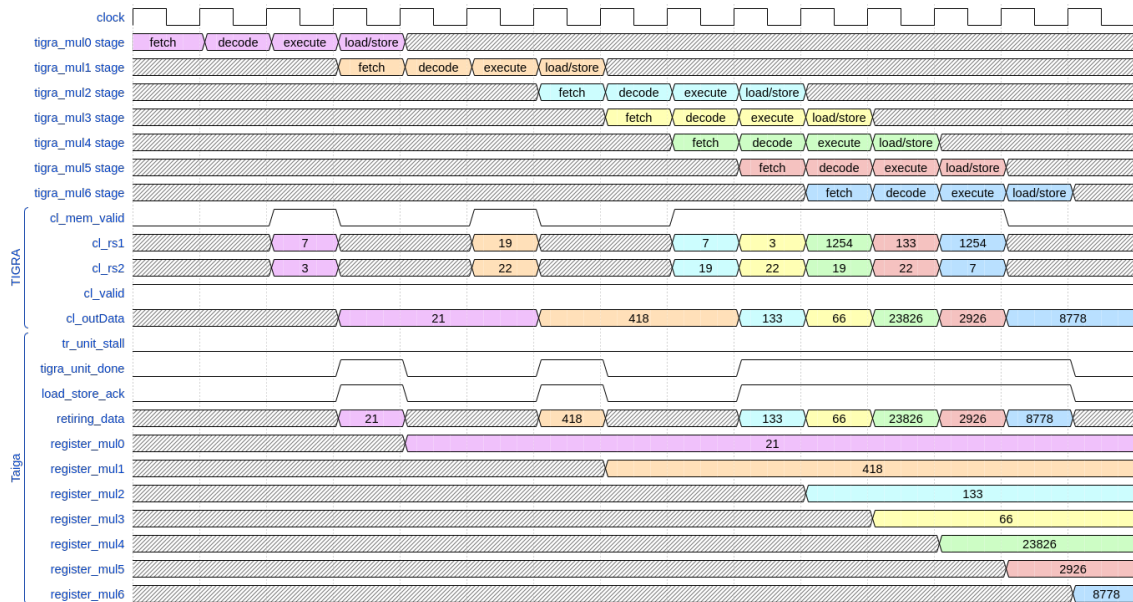 clock
tigra_mul0 stage fetch decode execute load/store
tigra_mul1 stage fetch decode execute load/store
tigra_mul2 stage fetch decode execute load/store
tigra_mul3 stage fetch decode execute load/store
tigra_mul4 stage fetch decode execute load/store
tigra_mul5 stage fetch decode execute load/store
tigra_mul6 stage fetch decode execute load/store
TIGRA
cl_mem_valid
cl_rs1 7 19 7 3 1254 133 1254
cl_rs2 3 22 19 22 19 22 7
cl_valid
cl_outData 21 418 133 66 23826 2926 8778
Taiga
tr_unit_stall
tigra_unit_done
load_store_ack
retiring_data 21 418 133 66 23826 2926 8778
register_mul0 21
register_mul1 418
register_mul2 133
register_mul3 66
register_mul4 23826
register_mul5 2926
register_mul6 8778